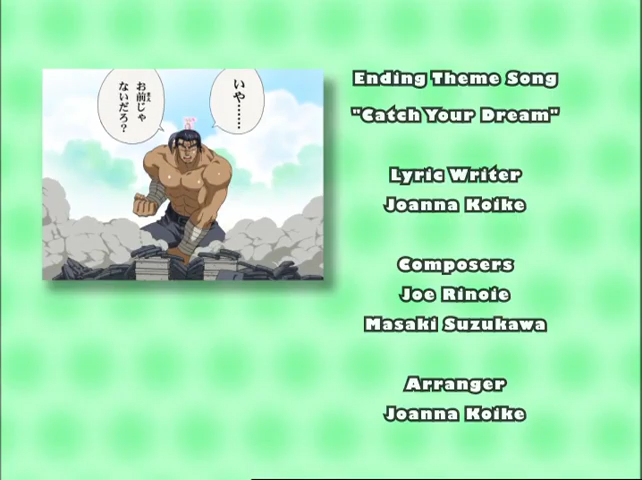 いや……
お前じゃ
ないだろ？
Ending Theme Song
"Catch Your Dream"
Lyric Writer
Joanna Koike
Composers
Joe Rinoie
Masaki Suzukawa
Arranger
Joanna Koike